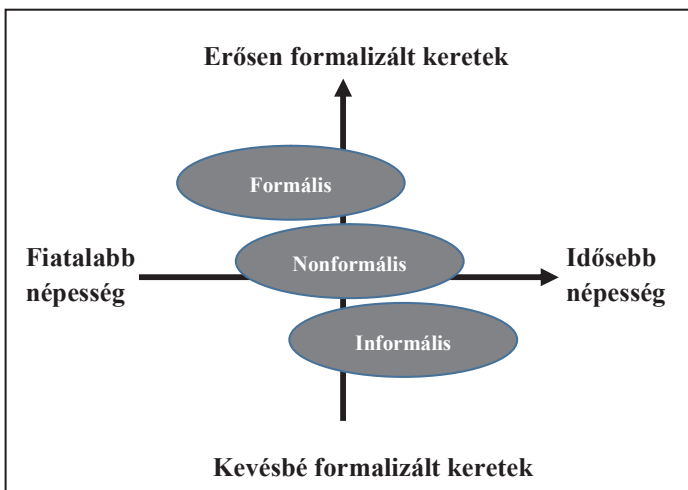 Erősen formalizált keretek
Formális
Fiatalabb
népesség
Nonformális
Idősebb
népesség
Informális
Kevésbé formalizált keretek